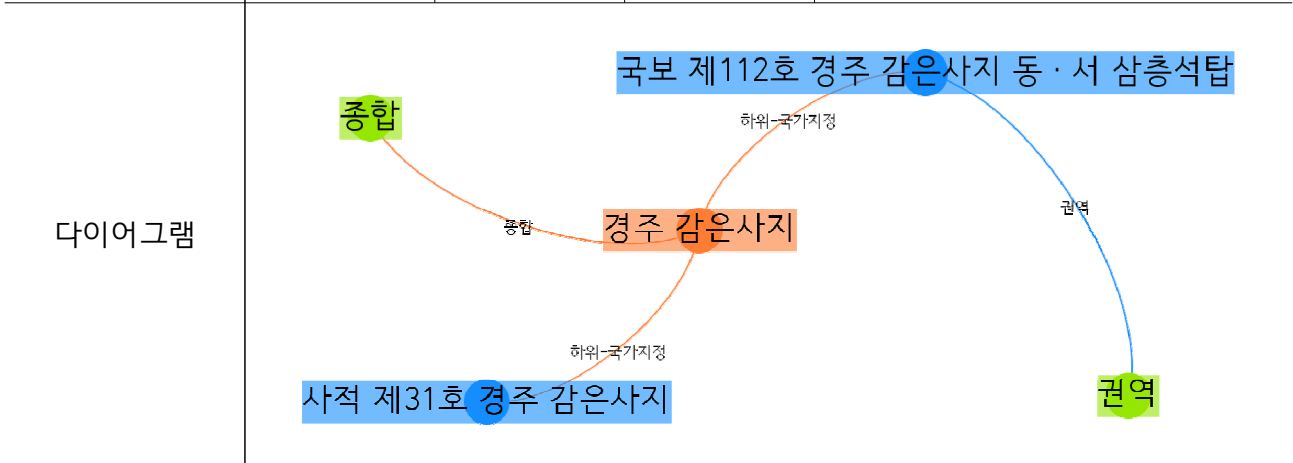 국보 제112호 경주 감은사지 동 · 서 삼층석탑
종합
하위-국가지정
권역
종합
경주 감은사지
다이어그램
하위-국가지정
사적 제31호 경주 감은사지
권역